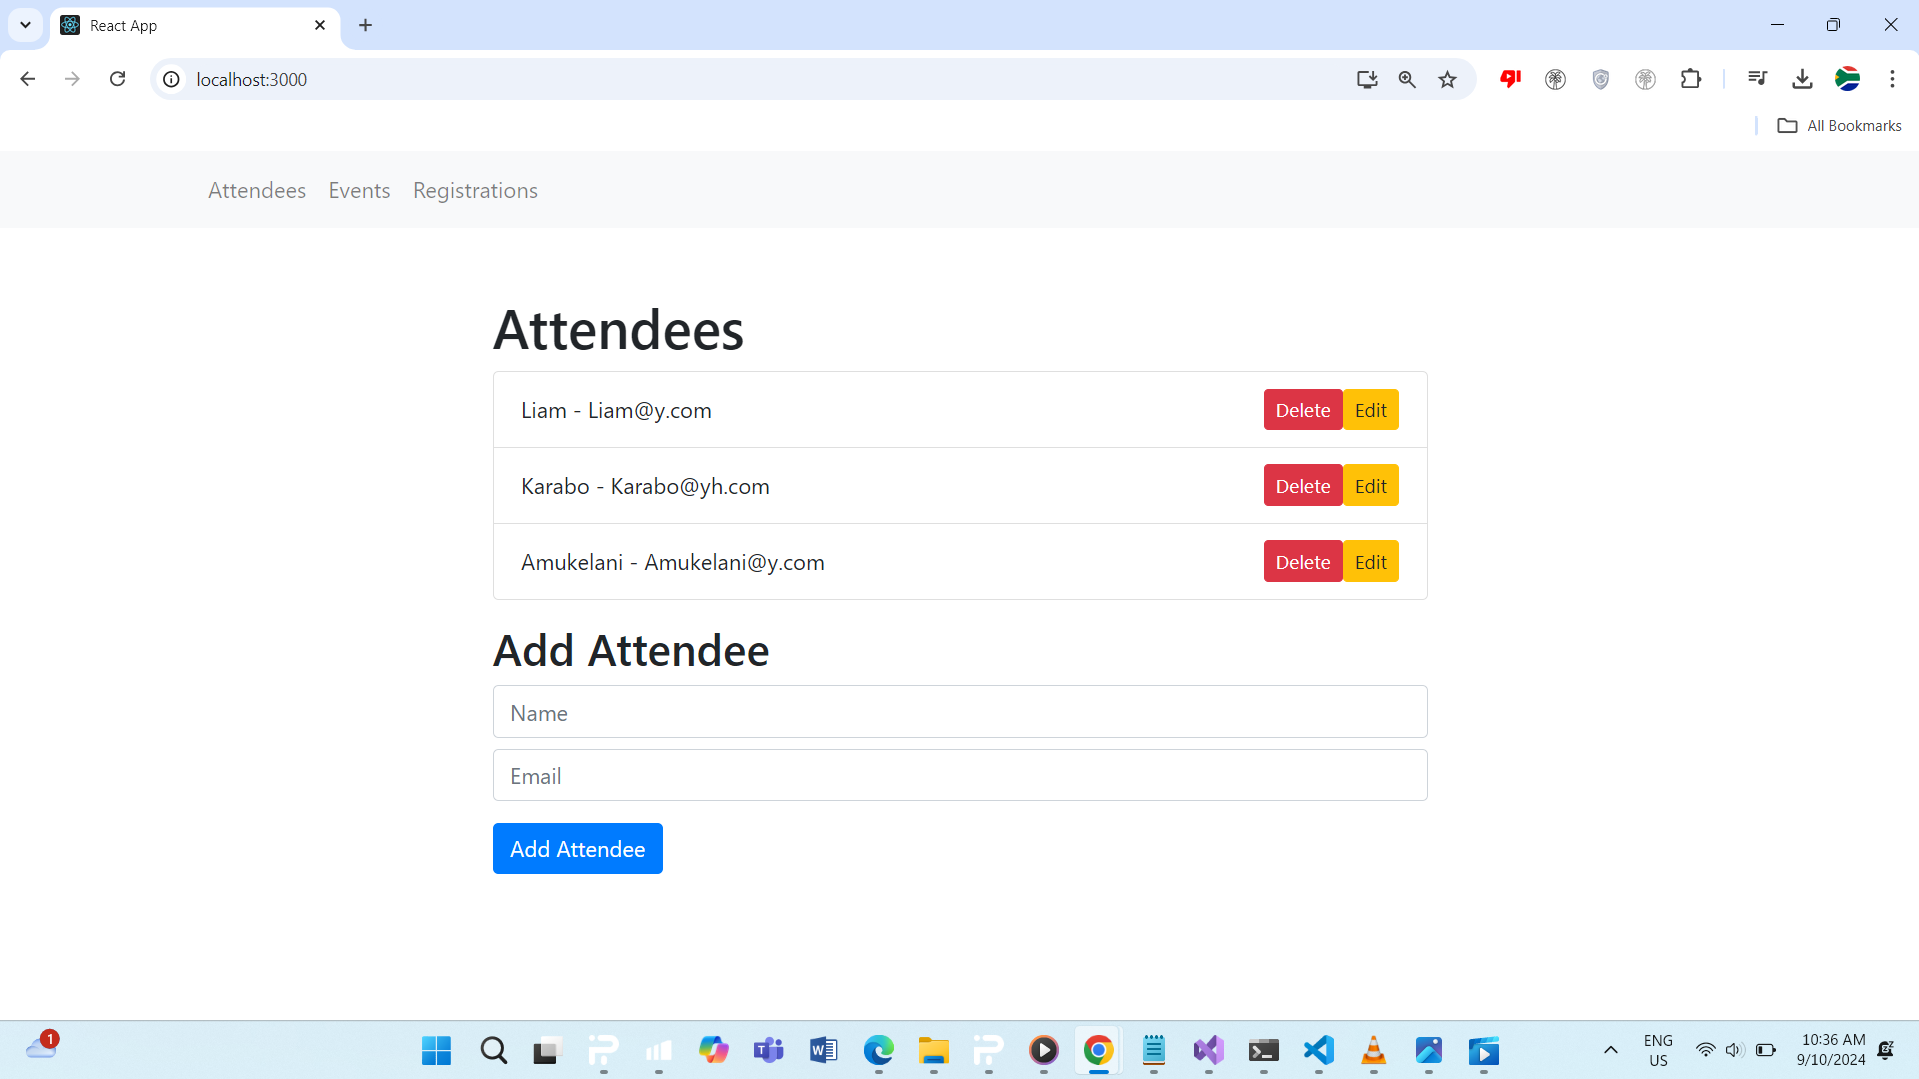 React App
localhost:3000
All Bookmarks
Attendees Events Registrations
Attendees
Liam - Liam@y.com Delete Edit
Karabo - Karabo@yh.com Delete Edit
Amukelani - Amukelani@y.com Delete Edit
Add Attendee
Name
Email
Add Attendee
1
ENG
US
10:36 AM
9/10/2024